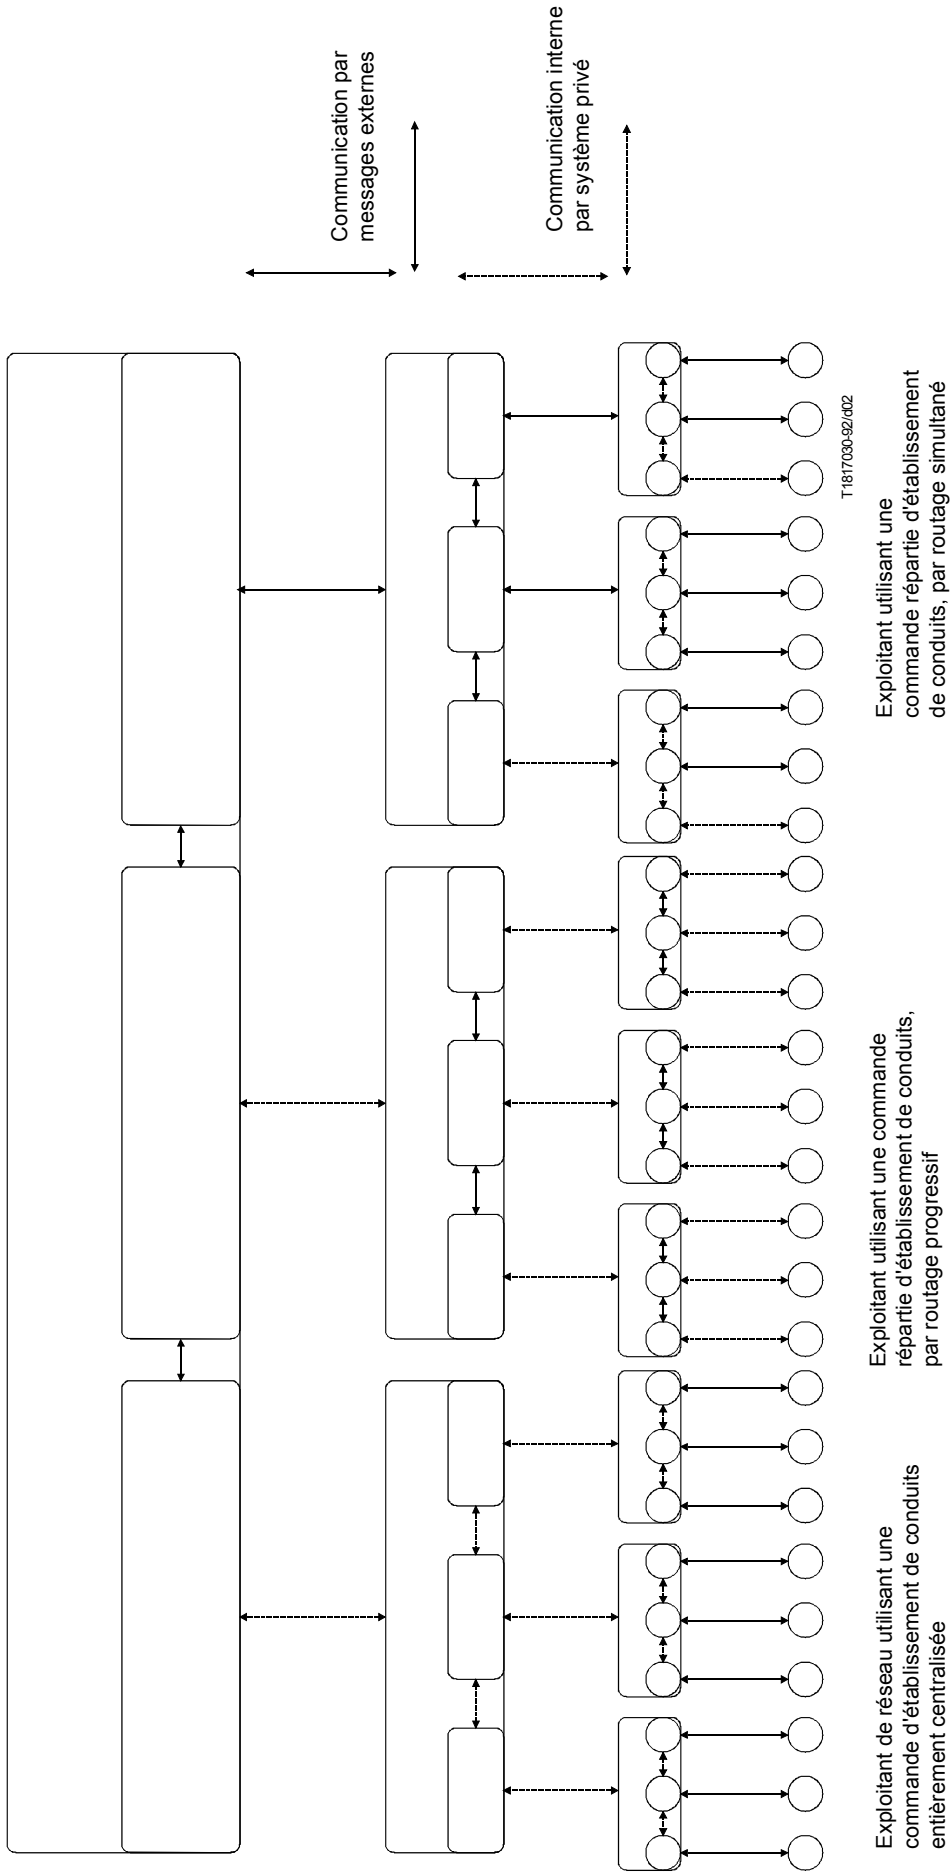 Communication par
messages externes
Communication interne
par système privé
T1817030-92/d02
Exploitant de réseau utilisant une
commande d'établissement de conduits
entièrement centralisée
Exploitant utilisant une commande
répartie d'établissement de conduits,
par routage progressif
Exploitant utilisant une
commande répartie d'établissement
de conduits, par routage simultané